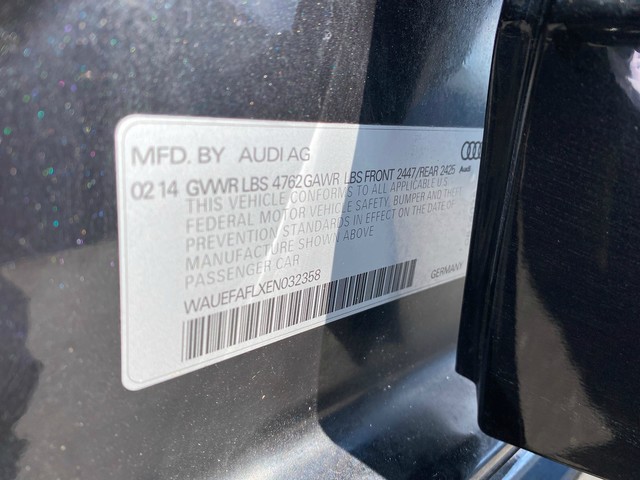 MFD. BY AUDI AG
Audi
02 14 GVWR LBS 4762 GAWR LBS FRONT 2447/REAR 2425
THIS VEHICLE CONFORMS TO ALL APPLICABLE U.S.
FEDERAL MOTOR VEHICLE SAFETY, BUMPER AND THEFT
PREVENTION STANDARDS IN EFFECT ON THE DATE OF
MANUFACTURE SHOWN ABOVE
PASSENGER CAR
WAUEFAFLXEN032358
GERMANY